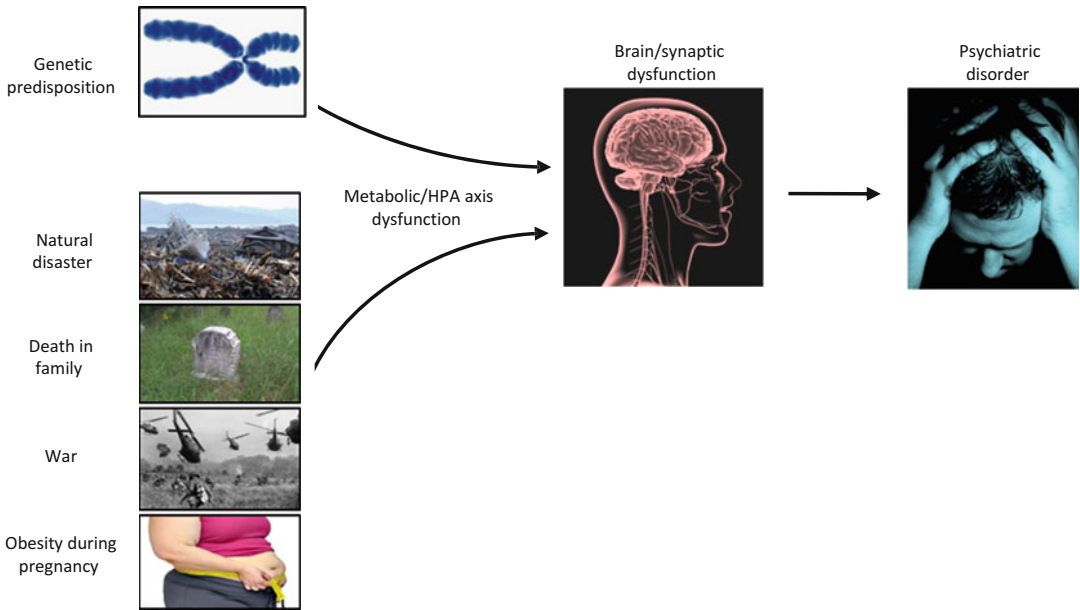 Genetic
predisposition
Brain/synaptic
dysfunction
Psychiatric
disorder
Metabolic/HPA axis
dysfunction
Natural
disaster
Death in
family
War
Obesity during
pregnancy